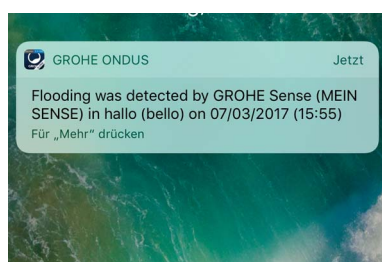 GROHE ONDUS Jetzt
Flooding was detected by GROHE Sense (MEIN
SENSE) in hallo (bello) on 07/03/2017 (15:55)
Für „Mehr“ drücken